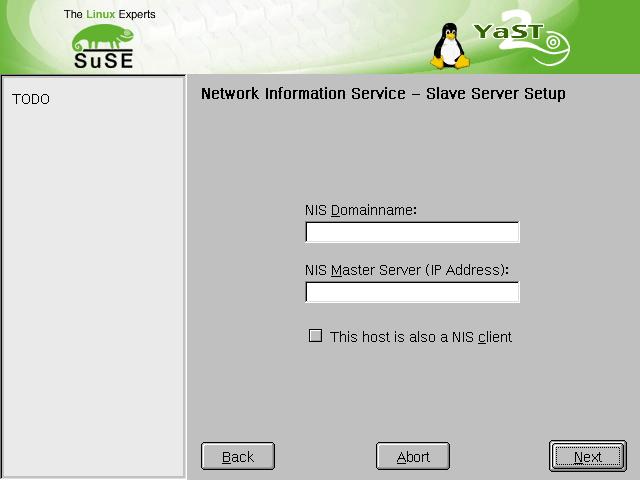 The Linux Experts
SuSE
YaST
2
TODO
Network Information Service – Slave Server Setup
NIS Domainname:
NIS Master Server (IP Address):
This host is also a NIS client
Back
Abort
Next